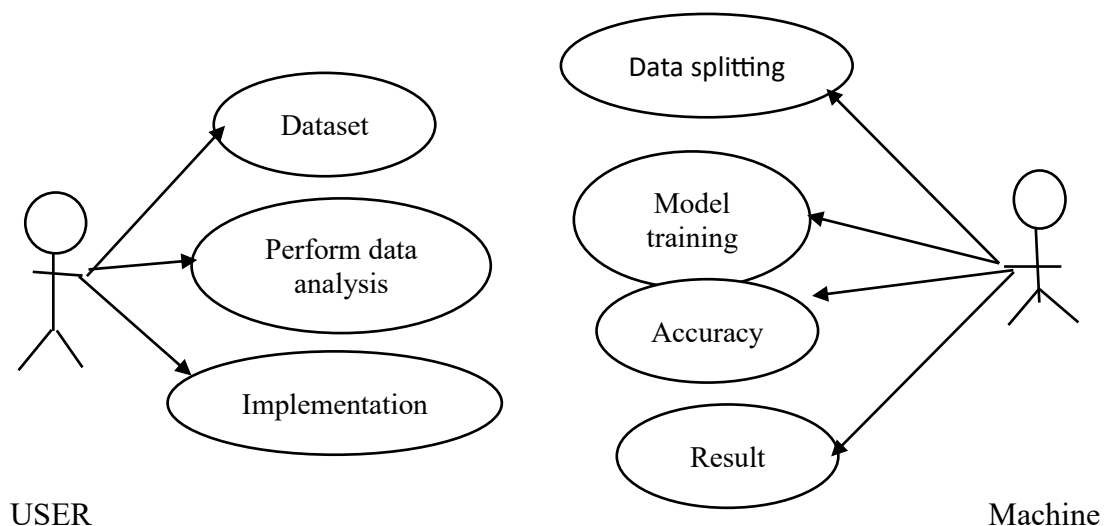 Data splitting
Dataset
Model
training
Perform data
analysis
Accuracy
Implementation
Result
USER
Machine